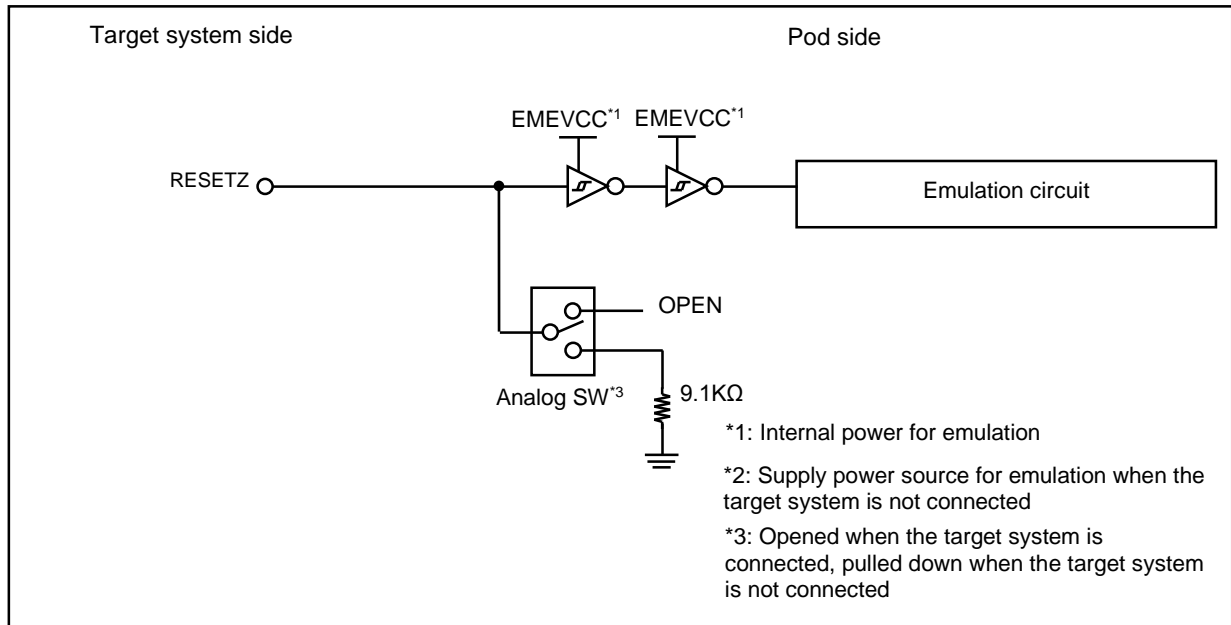 Target system side
Pod side
EMEVCC*1
EMEVCC*1
RESETZ
Emulation circuit
OPEN
Analog SW*3
9.1KΩ
*1: Internal power for emulation
*2: Supply power source for emulation when the
target system is not connected
*3: Opened when the target system is
connected, pulled down when the target system
is not connected